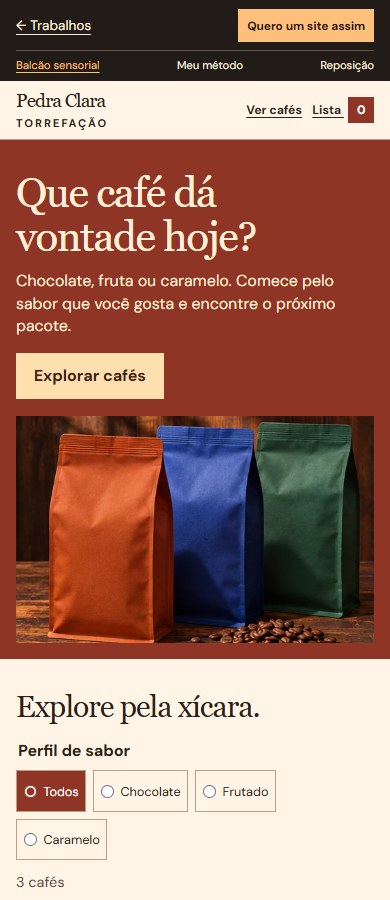 ← Trabalhos
Quero um site assim
Balcão sensorial
Meu método
Reposição
Pedra Clara
TORREFAÇÃO
Ver cafés
Lista
0
Que café dá
vontade hoje?
Chocolate, fruta ou caramelo. Comece pelo
sabor que você gosta e encontre o próximo
pacote.
Explorar cafés
Explore pela xícara.
Perfil de sabor
Todos
Chocolate
Frutado
Caramelo
3 cafés